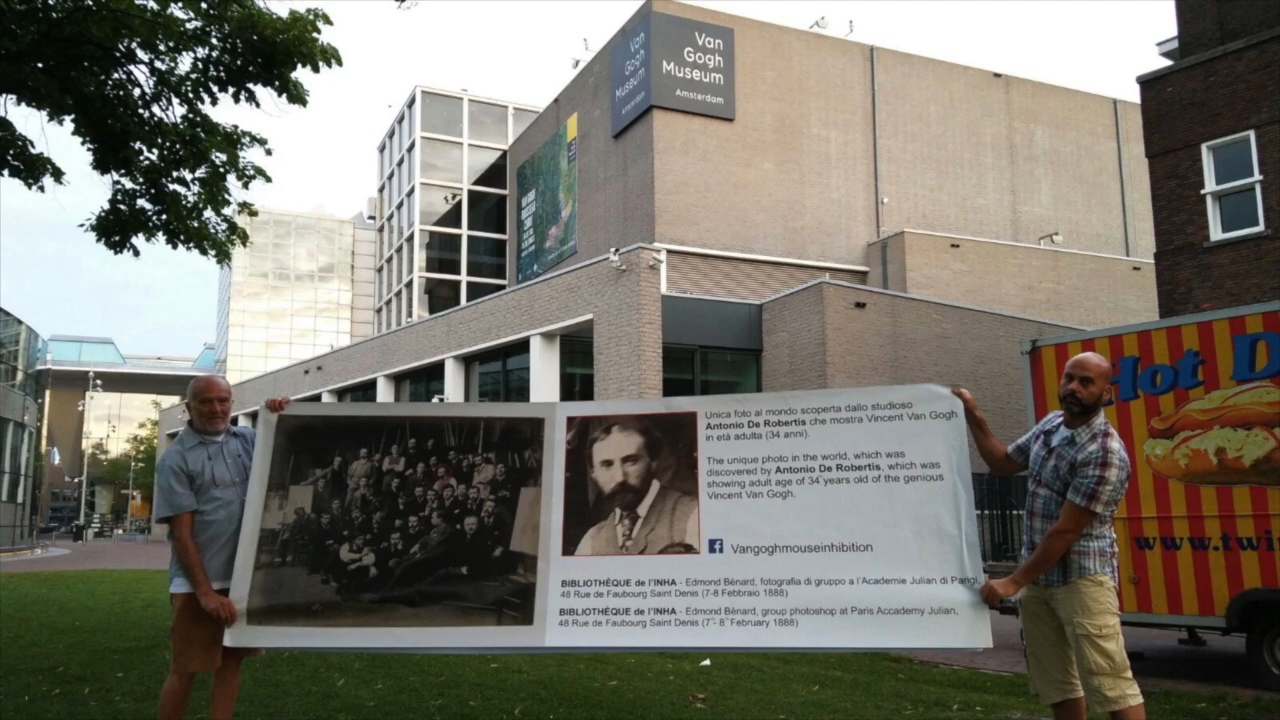 Van
Gogh
Museum
Amsterdam
Van
Gogh
Museum
Amsterdam
Hot D
www.twi
Unica foto al mondo scoperta dallo studioso
Antonio De Robertis che mostra Vincent Van Gogh
in età adulta (34 anni).
The unique photo in the world, which was
discovered by Antonio De Robertis, which was
showing adult age of 34 years old of the genious
Vincent Van Gogh.
f Vangoghmouseinhibition
BIBLIOTHÈQUE de l'INHA - Edmond Bènard, fotografia di gruppo a l'Academie Julian di Parigi,
48 Rue de Faubourg Saint Denis (7-8 Febbraio 1888)
BIBLIOTHÈQUE de l'INHA - Edmond Bènard, group photoshop at Paris Accademy Julian,
48 Rue de Faubourg Saint Denis (7°- 8° February 1888)